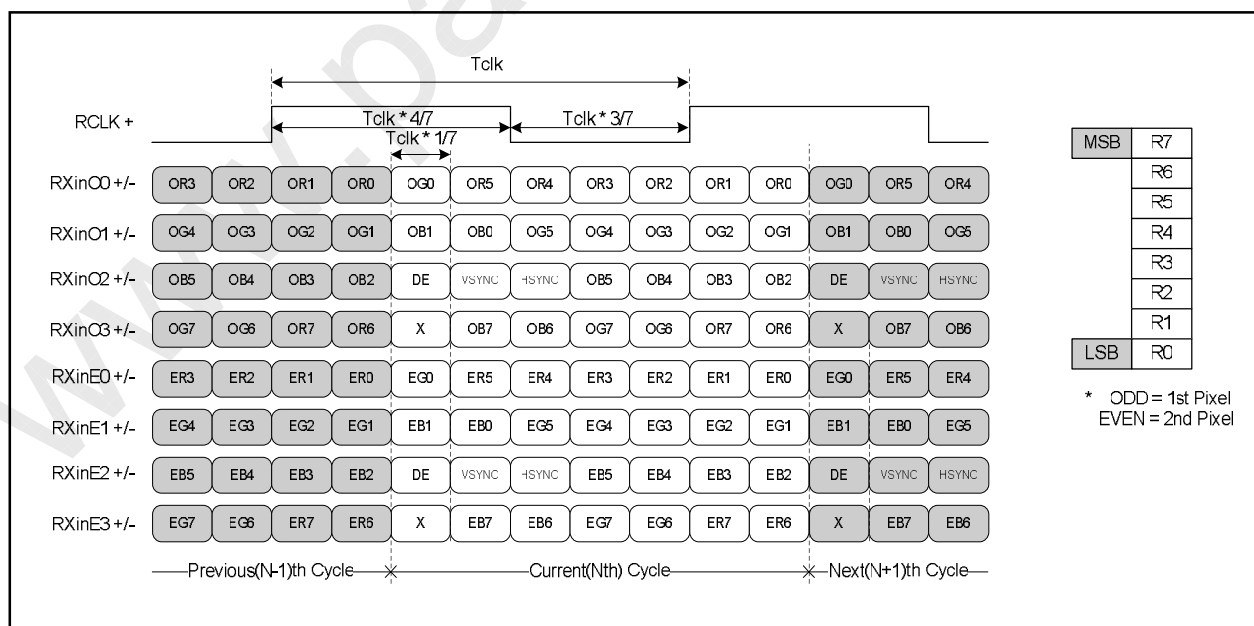 www.pa
Tclk
RCLK +
Tclk * 4/7
Tclk * 3/7
Tclk * 1/7
RXinO0 +/- OR3 OR2 OR1 OR0 OG0 OR5 OR4 OR3 OR2 OR1 OR0 OG0 OR5 OR4
RXinO1 +/- OG4 OG3 OG2 OG1 OB1 OB0 OG5 OG4 OG3 OG2 OG1 OB1 OB0 OG5
RXinO2 +/- OB5 OB4 OB3 OB2 DE VSYNC HSYNC OB5 OB4 OB3 OB2 DE VSYNC HSYNC
RXinO3 +/- OG7 OG6 OR7 OR6 X OB7 OB6 OG7 OG6 OR7 OR6 X OB7 OB6
RXinE0 +/- ER3 ER2 ER1 ER0 EG0 ER5 ER4 ER3 ER2 ER1 ER0 EG0 ER5 ER4
RXinE1 +/- EG4 EG3 EG2 EG1 EB1 EB0 EG5 EG4 EG3 EG2 EG1 EB1 EB0 EG5
RXinE2 +/- EB5 EB4 EB3 EB2 DE VSYNC HSYNC EB5 EB4 EB3 EB2 DE VSYNC HSYNC
RXinE3 +/- EG7 EG6 ER7 ER6 X EB7 EB6 EG7 EG6 ER7 ER6 X EB7 EB6
Previous(N-1)th Cycle Current(Nth) Cycle Next(N+1)th Cycle
MSB R7
R6
R5
R4
R3
R2
R1
LSB R0
* ODD = 1st Pixel
EVEN = 2nd Pixel